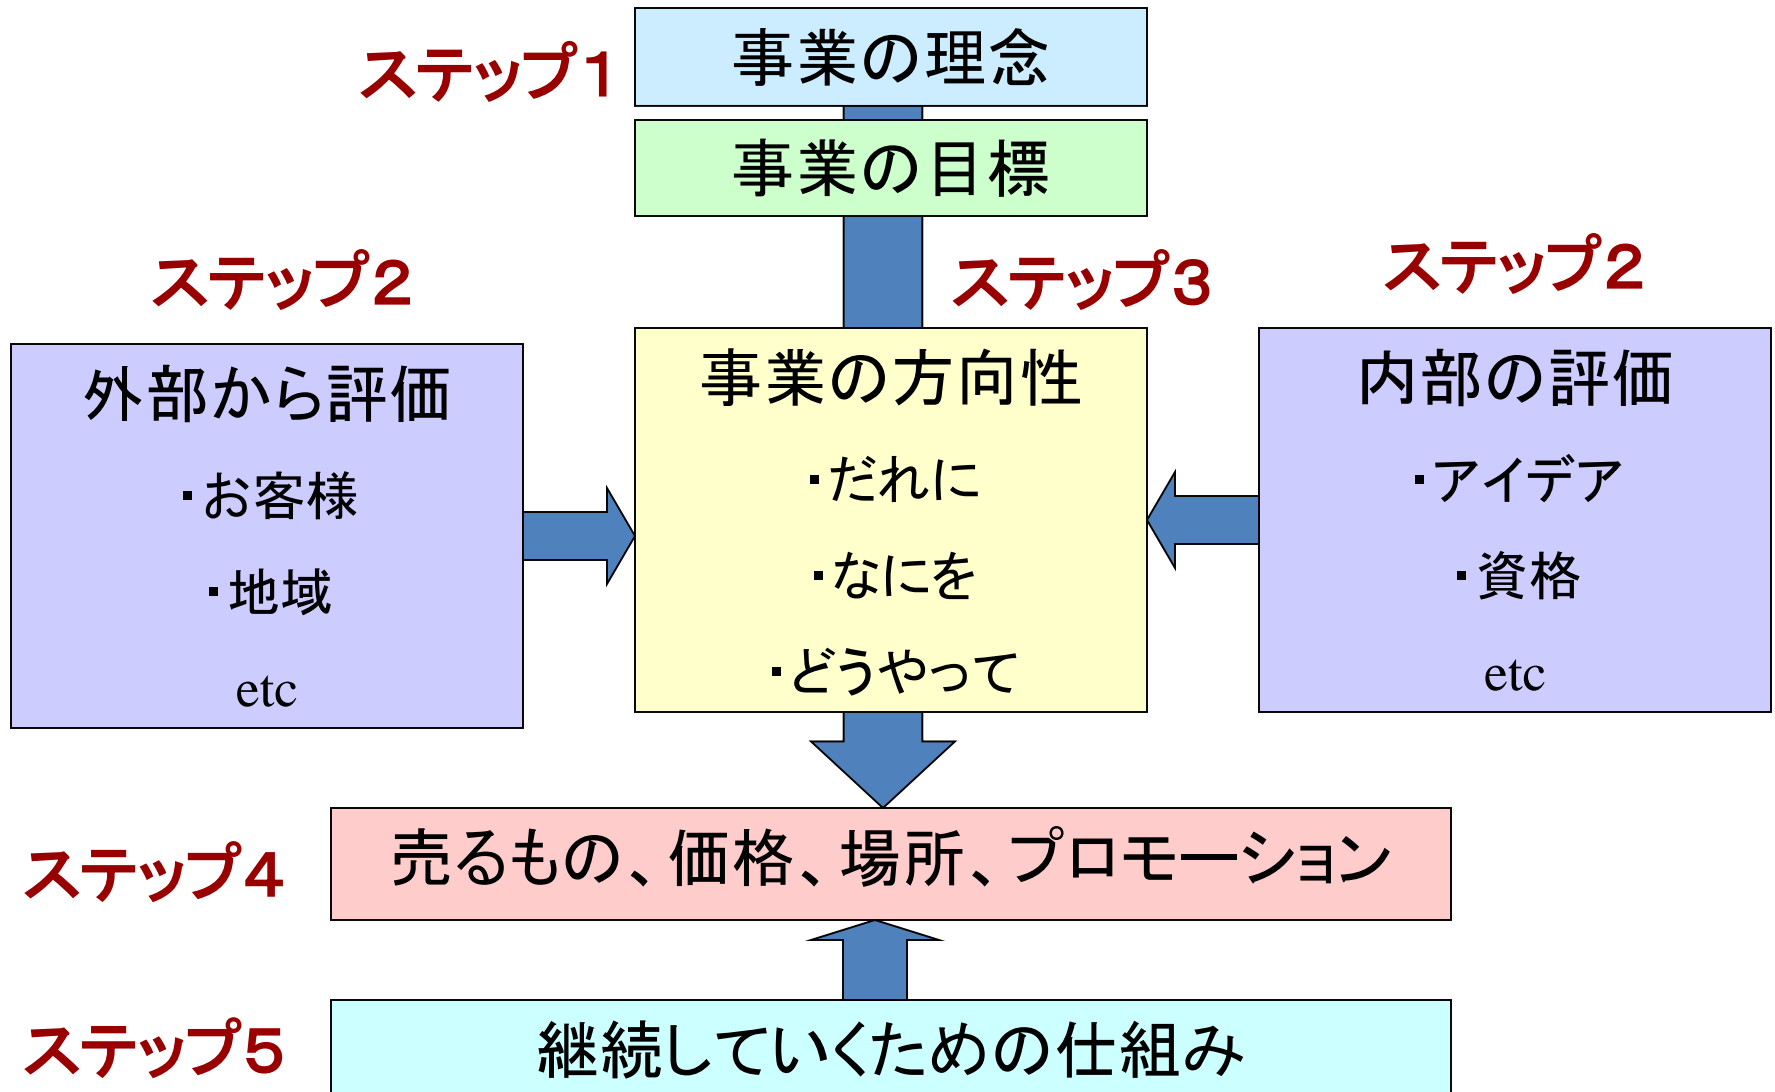 ステップ１
事業の理念
事業の目標
ステップ２
ステップ３
ステップ２
外部から評価
・お客様
・地域
etc
事業の方向性
・だれに
・なにを
・どうやって
内部の評価
・アイデア
・資格
etc
ステップ４
売るもの、価格、場所、プロモーション
ステップ５
継続していくための仕組み